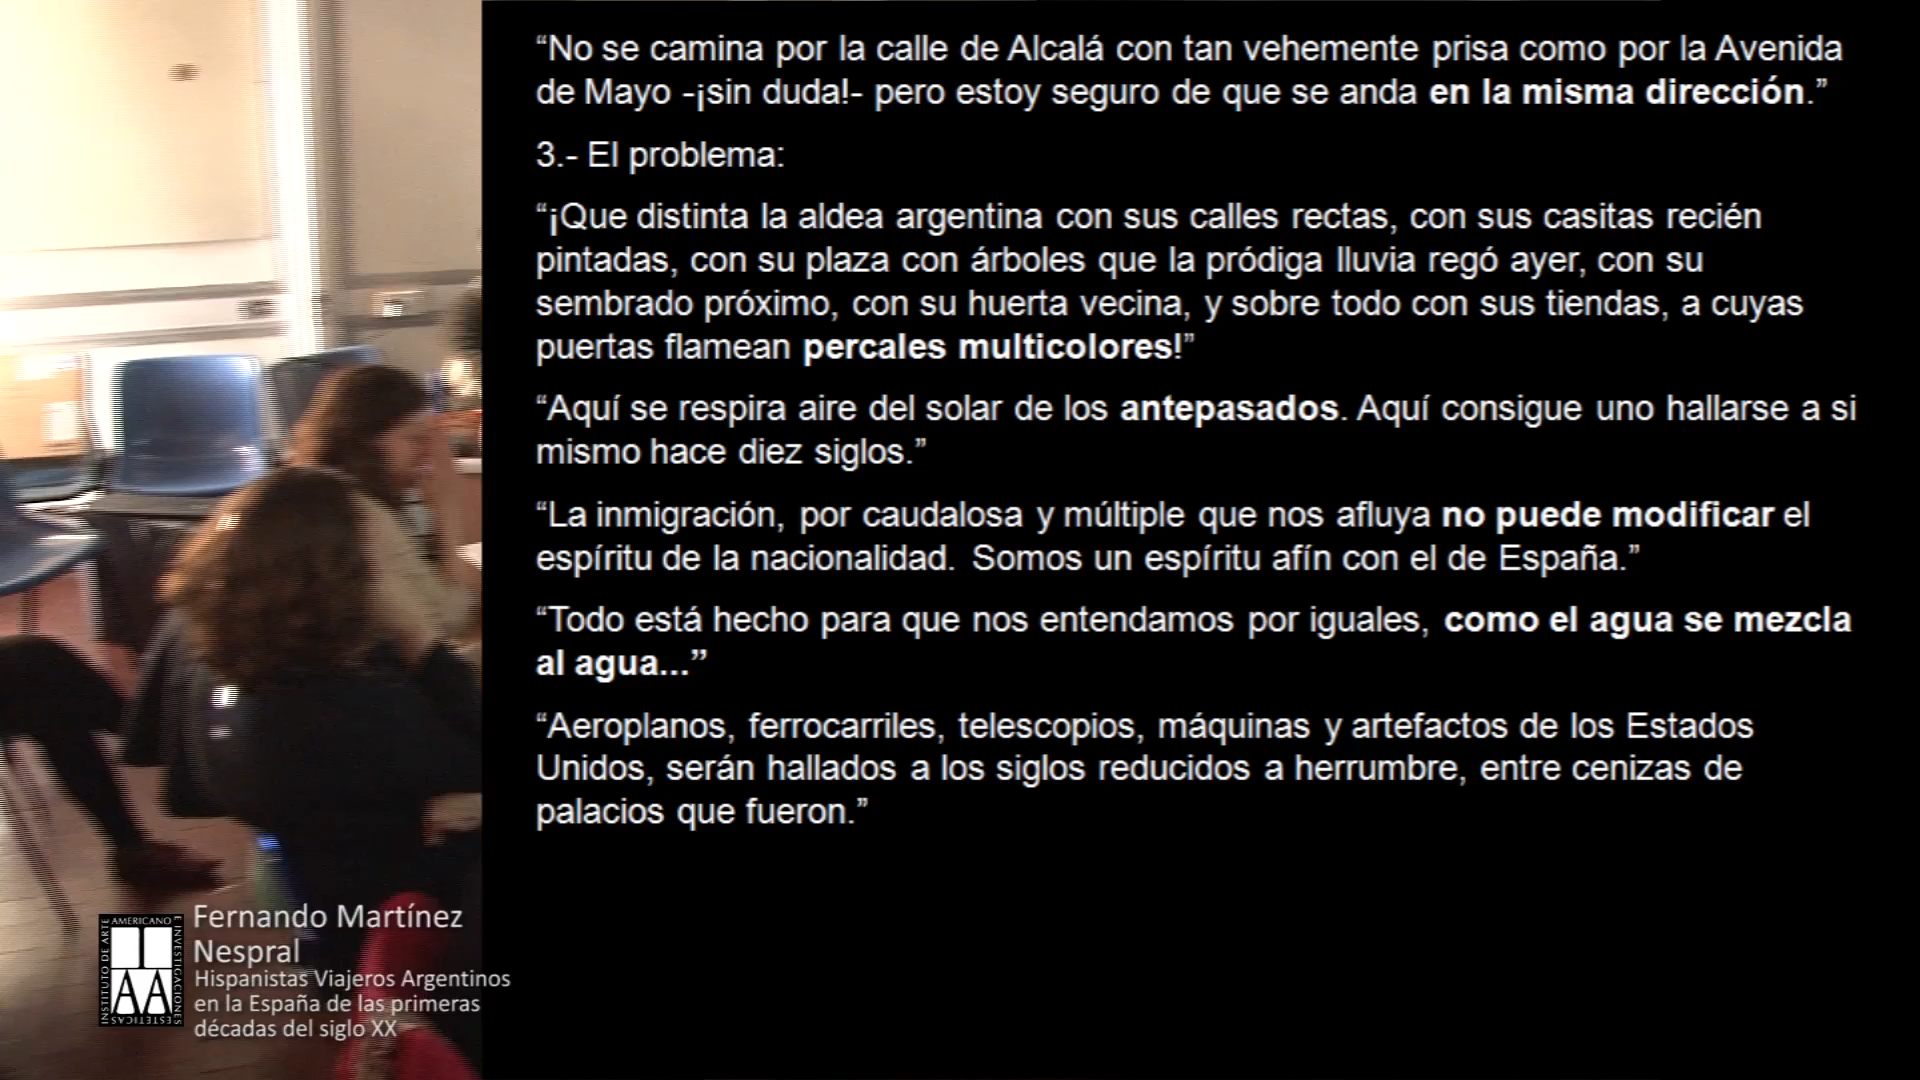 “No se camina por la calle de Alcalá con tan vehemente prisa como por la Avenida
de Mayo -¡sin duda!- pero estoy seguro de que se anda en la misma dirección.”
3.- El problema:
“¡Que distinta la aldea argentina con sus calles rectas, con sus casitas recién
pintadas, con su plaza con árboles que la pródiga lluvia regó ayer, con su
sembrado próximo, con su huerta vecina, y sobre todo con sus tiendas, a cuyas
puertas flamean percales multicolores!”
“Aquí se respira aire del solar de los antepasados. Aquí consigue uno hallarse a si
mismo hace diez siglos.”
“La inmigración, por caudalosa y múltiple que nos afluya no puede modificar el
espíritu de la nacionalidad. Somos un espíritu afín con el de España.”
“Todo está hecho para que nos entendamos por iguales, como el agua se mezcla
al agua...”
“Aeroplanos, ferrocarriles, telescopios, máquinas y artefactos de los Estados
Unidos, serán hallados a los siglos reducidos a herrumbre, entre cenizas de
palacios que fueron.”
INSTITUTO DE ARTE
AMERICANO
E INVESTIGACIONES
ESTETICAS
IAA
Fernando Martínez
Nespral
Hispanistas Viajeros Argentinos
en la España de las primeras
décadas del siglo XX